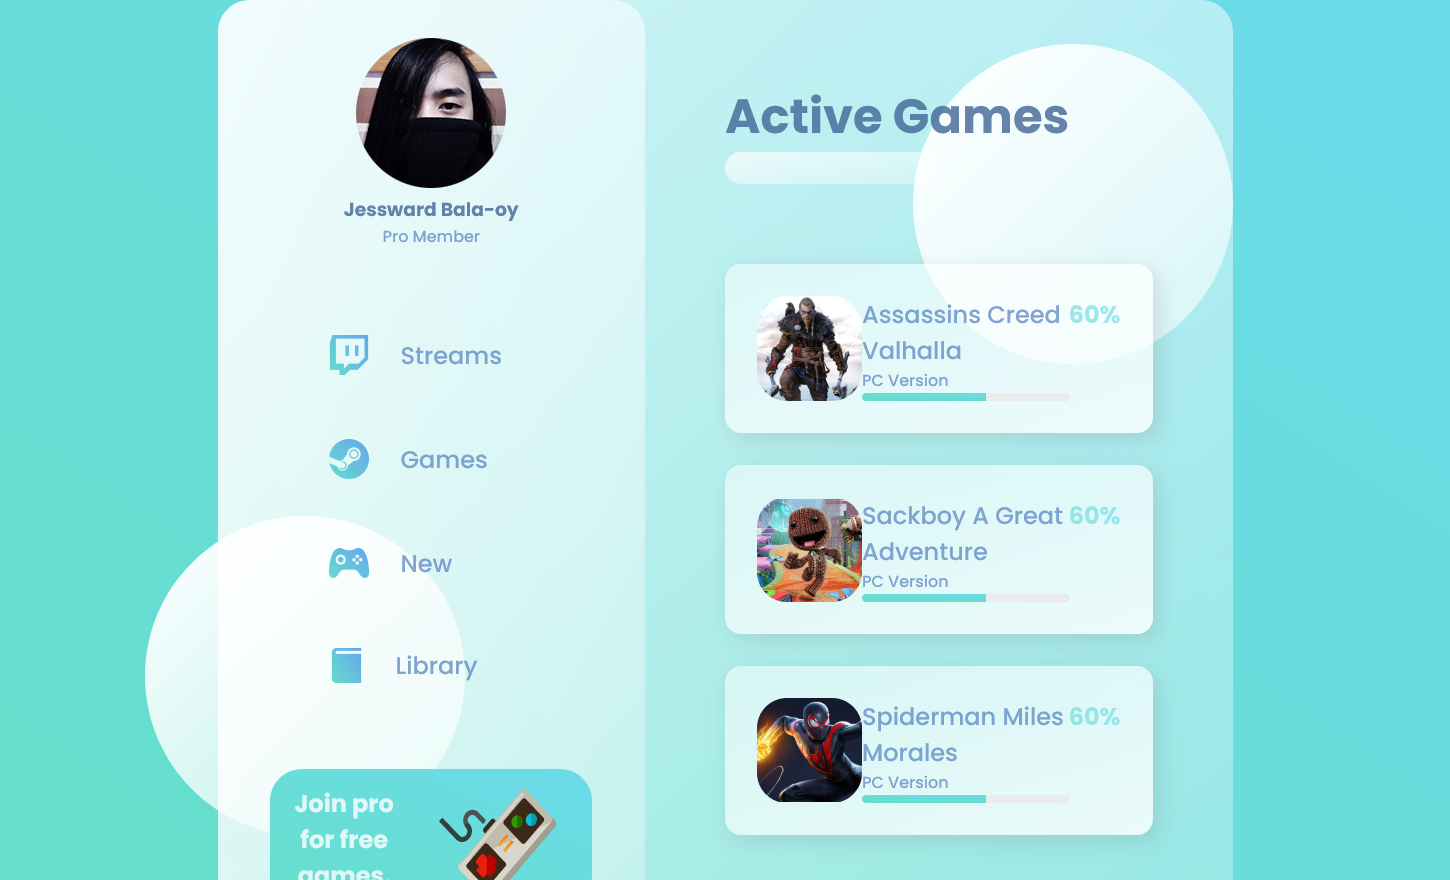 Jessward Bala-oy
Pro Member
Streams
Games
New
Library
Join pro
for free
games.
Active Games
Assassins Creed 60%
Valhalla
PC Version
Sackboy A Great 60%
Adventure
PC Version
Spiderman Miles 60%
Morales
PC Version